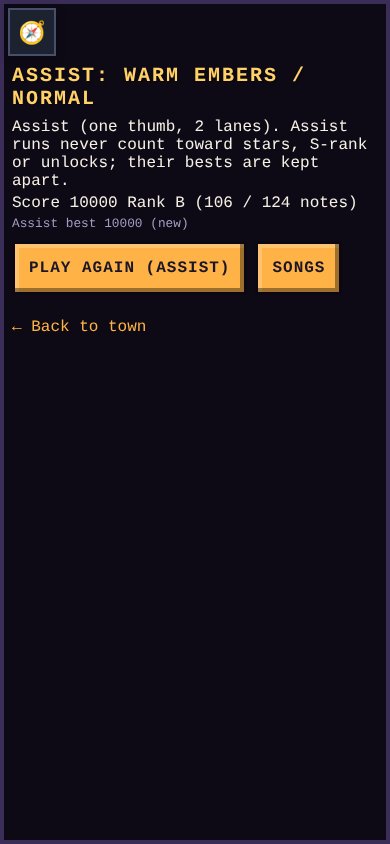 ASSIST: WARM EMBERS /
NORMAL
Assist (one thumb, 2 lanes). Assist
runs never count toward stars, S-rank
or unlocks; their bests are kept
apart.
Score 10000 Rank B (106 / 124 notes)
Assist best 10000 (new)
PLAY AGAIN (ASSIST)
SONGS
← Back to town